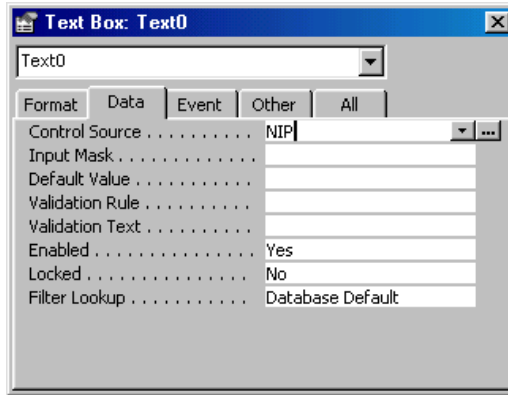 Text Box: Text0
Text0
Format Data Event Other All
Control Source . . . . . . . . . . NIP
Input Mask . . . . . . . . . . . . .
Default Value . . . . . . . . . . .
Validation Rule . . . . . . . . . .
Validation Text . . . . . . . . . .
Enabled . . . . . . . . . . . . . . . Yes
Locked . . . . . . . . . . . . . . . No
Filter Lookup . . . . . . . . . . . Database Default